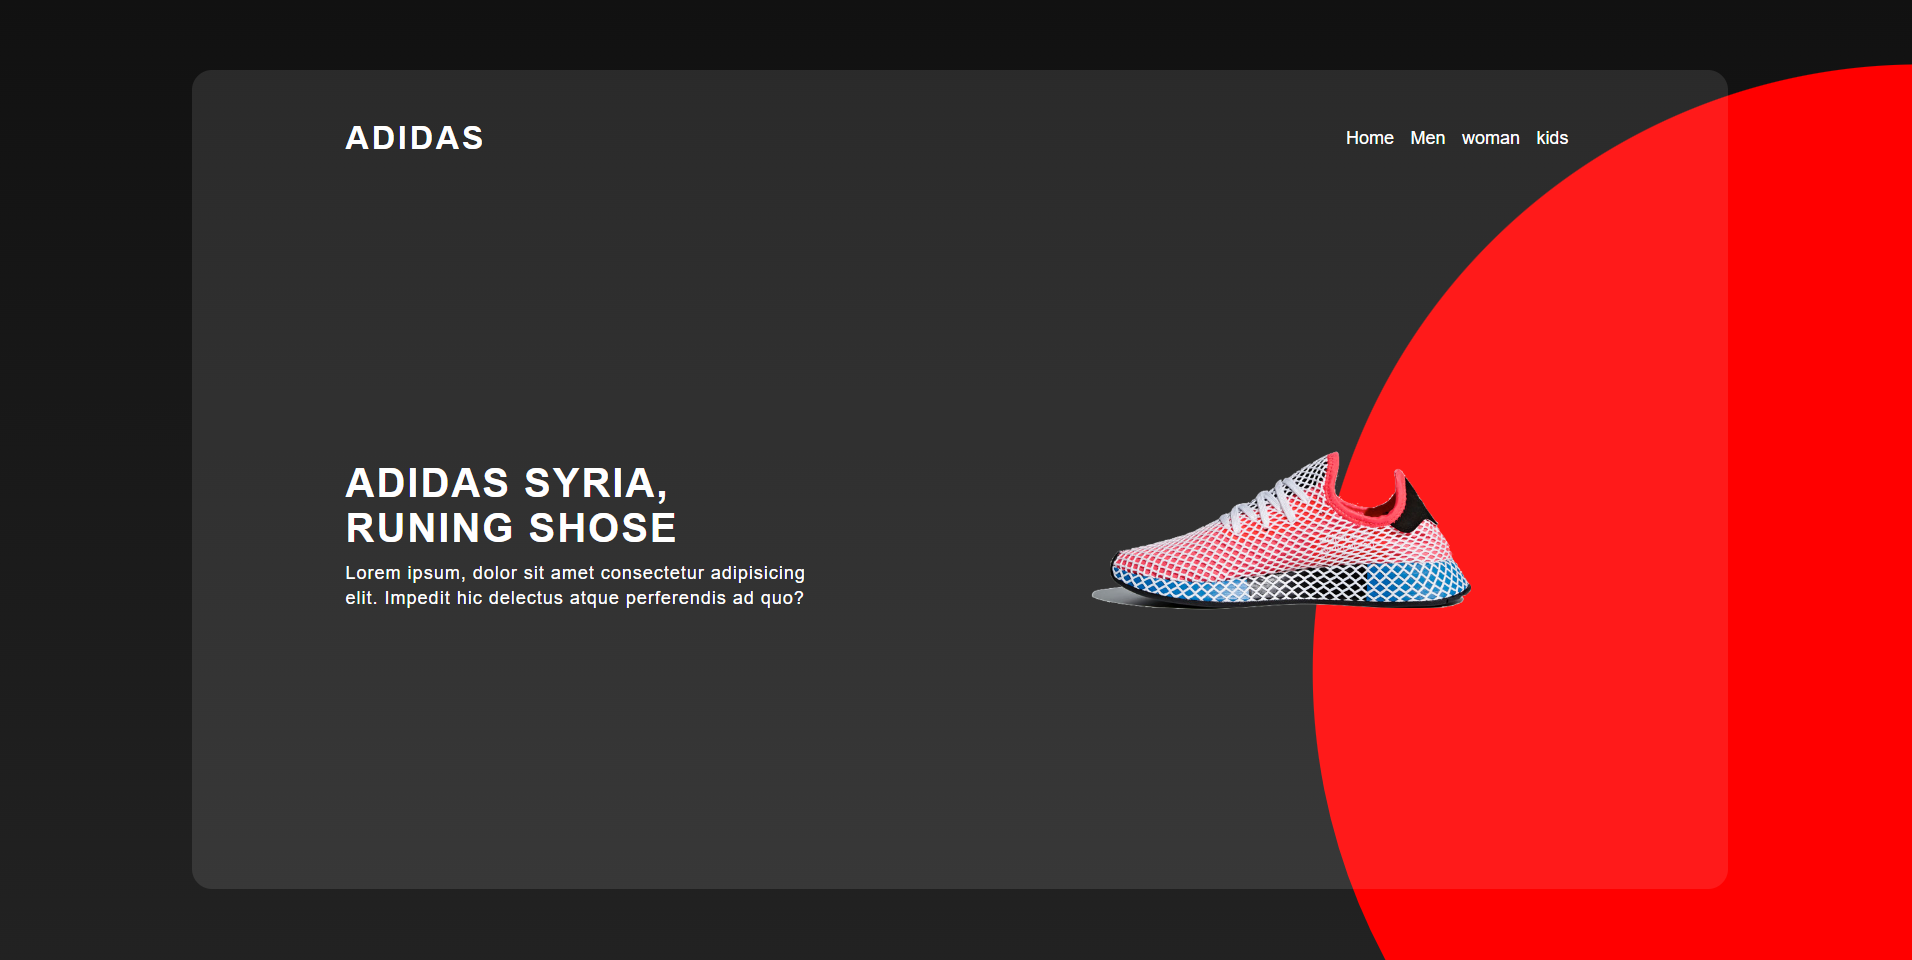 ADIDAS
Home Men woman kids
ADIDAS SYRIA,
RUNING SHOSE
Lorem ipsum, dolor sit amet consectetur adipisicing
elit. Impedit hic delectus atque perferendis ad quo?